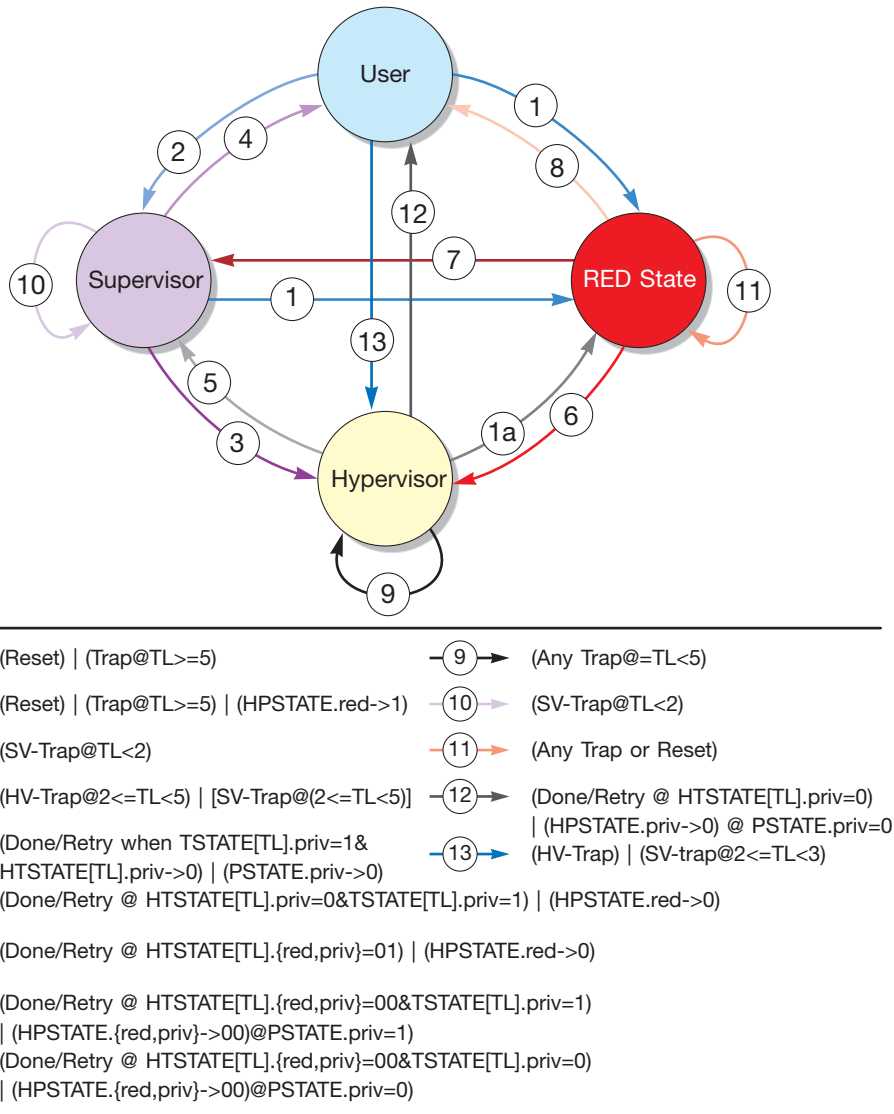 User
1
2
4
8
12
10
Supervisor
7
RED State
11
1
13
5
3
1a
6
Hypervisor
9
(Reset) | (Trap@TL>=5)
9 (Any Trap@=TL<5)
(Reset) | (Trap@TL>=5) | (HPSTATE.red->1)
10 (SV-Trap@TL<2)
(SV-Trap@TL<2)
11 (Any Trap or Reset)
(HV-Trap@2<=TL<5) | [SV-Trap@(2<=TL<5)]
12 (Done/Retry @ HTSTATE[TL].priv=0)
| (HPSTATE.priv->0) @ PSTATE.priv=0
(Done/Retry when TSTATE[TL].priv=1&
HTSTATE[TL].priv->0) | (PSTATE.priv->0)
13 (HV-Trap) | (SV-trap@2<=TL<3)
(Done/Retry @ HTSTATE[TL].priv=0&TSTATE[TL].priv=1) | (HPSTATE.red->0)
(Done/Retry @ HTSTATE[TL].{red,priv}=01) | (HPSTATE.red->0)
(Done/Retry @ HTSTATE[TL].{red,priv}=00&TSTATE[TL].priv=1)
| (HPSTATE.{red,priv}->00)@PSTATE.priv=1)
(Done/Retry @ HTSTATE[TL].{red,priv}=00&TSTATE[TL].priv=0)
| (HPSTATE.{red,priv}->00)@PSTATE.priv=0)